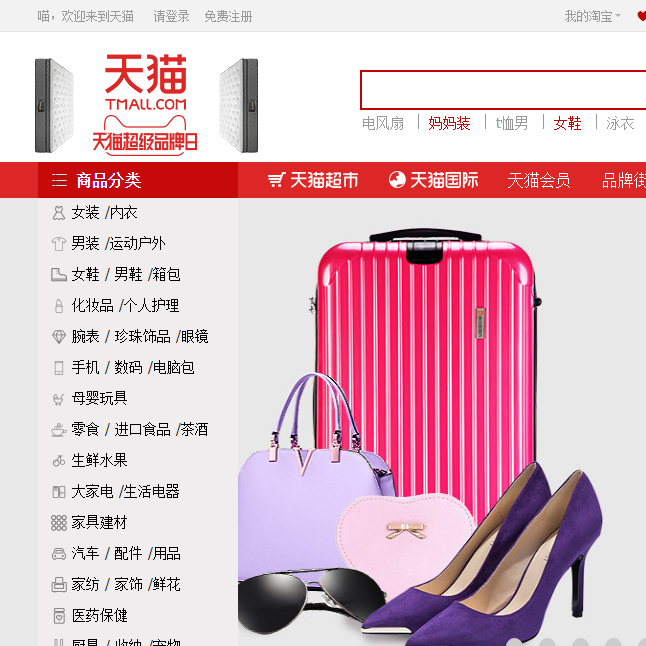 喵，欢迎来到天猫 请登录 免费注册 我的淘宝
天猫
TMALL.COM
天猫超级品牌日
电风扇 | 妈妈装 | t恤男 | 女鞋 | 泳衣
商品分类 天猫超市 天猫国际 天猫会员 品牌街
女装 /内衣
男装 /运动户外
女鞋 / 男鞋 /箱包
化妆品 /个人护理
腕表 / 珍珠饰品 /眼镜
手机 / 数码 /电脑包
母婴玩具
零食 / 进口食品 /茶酒
生鲜水果
大家电 /生活电器
家具建材
汽车 / 配件 /用品
家纺 / 家饰 /鲜花
医药保健
厨具 / 收纳 /宠物